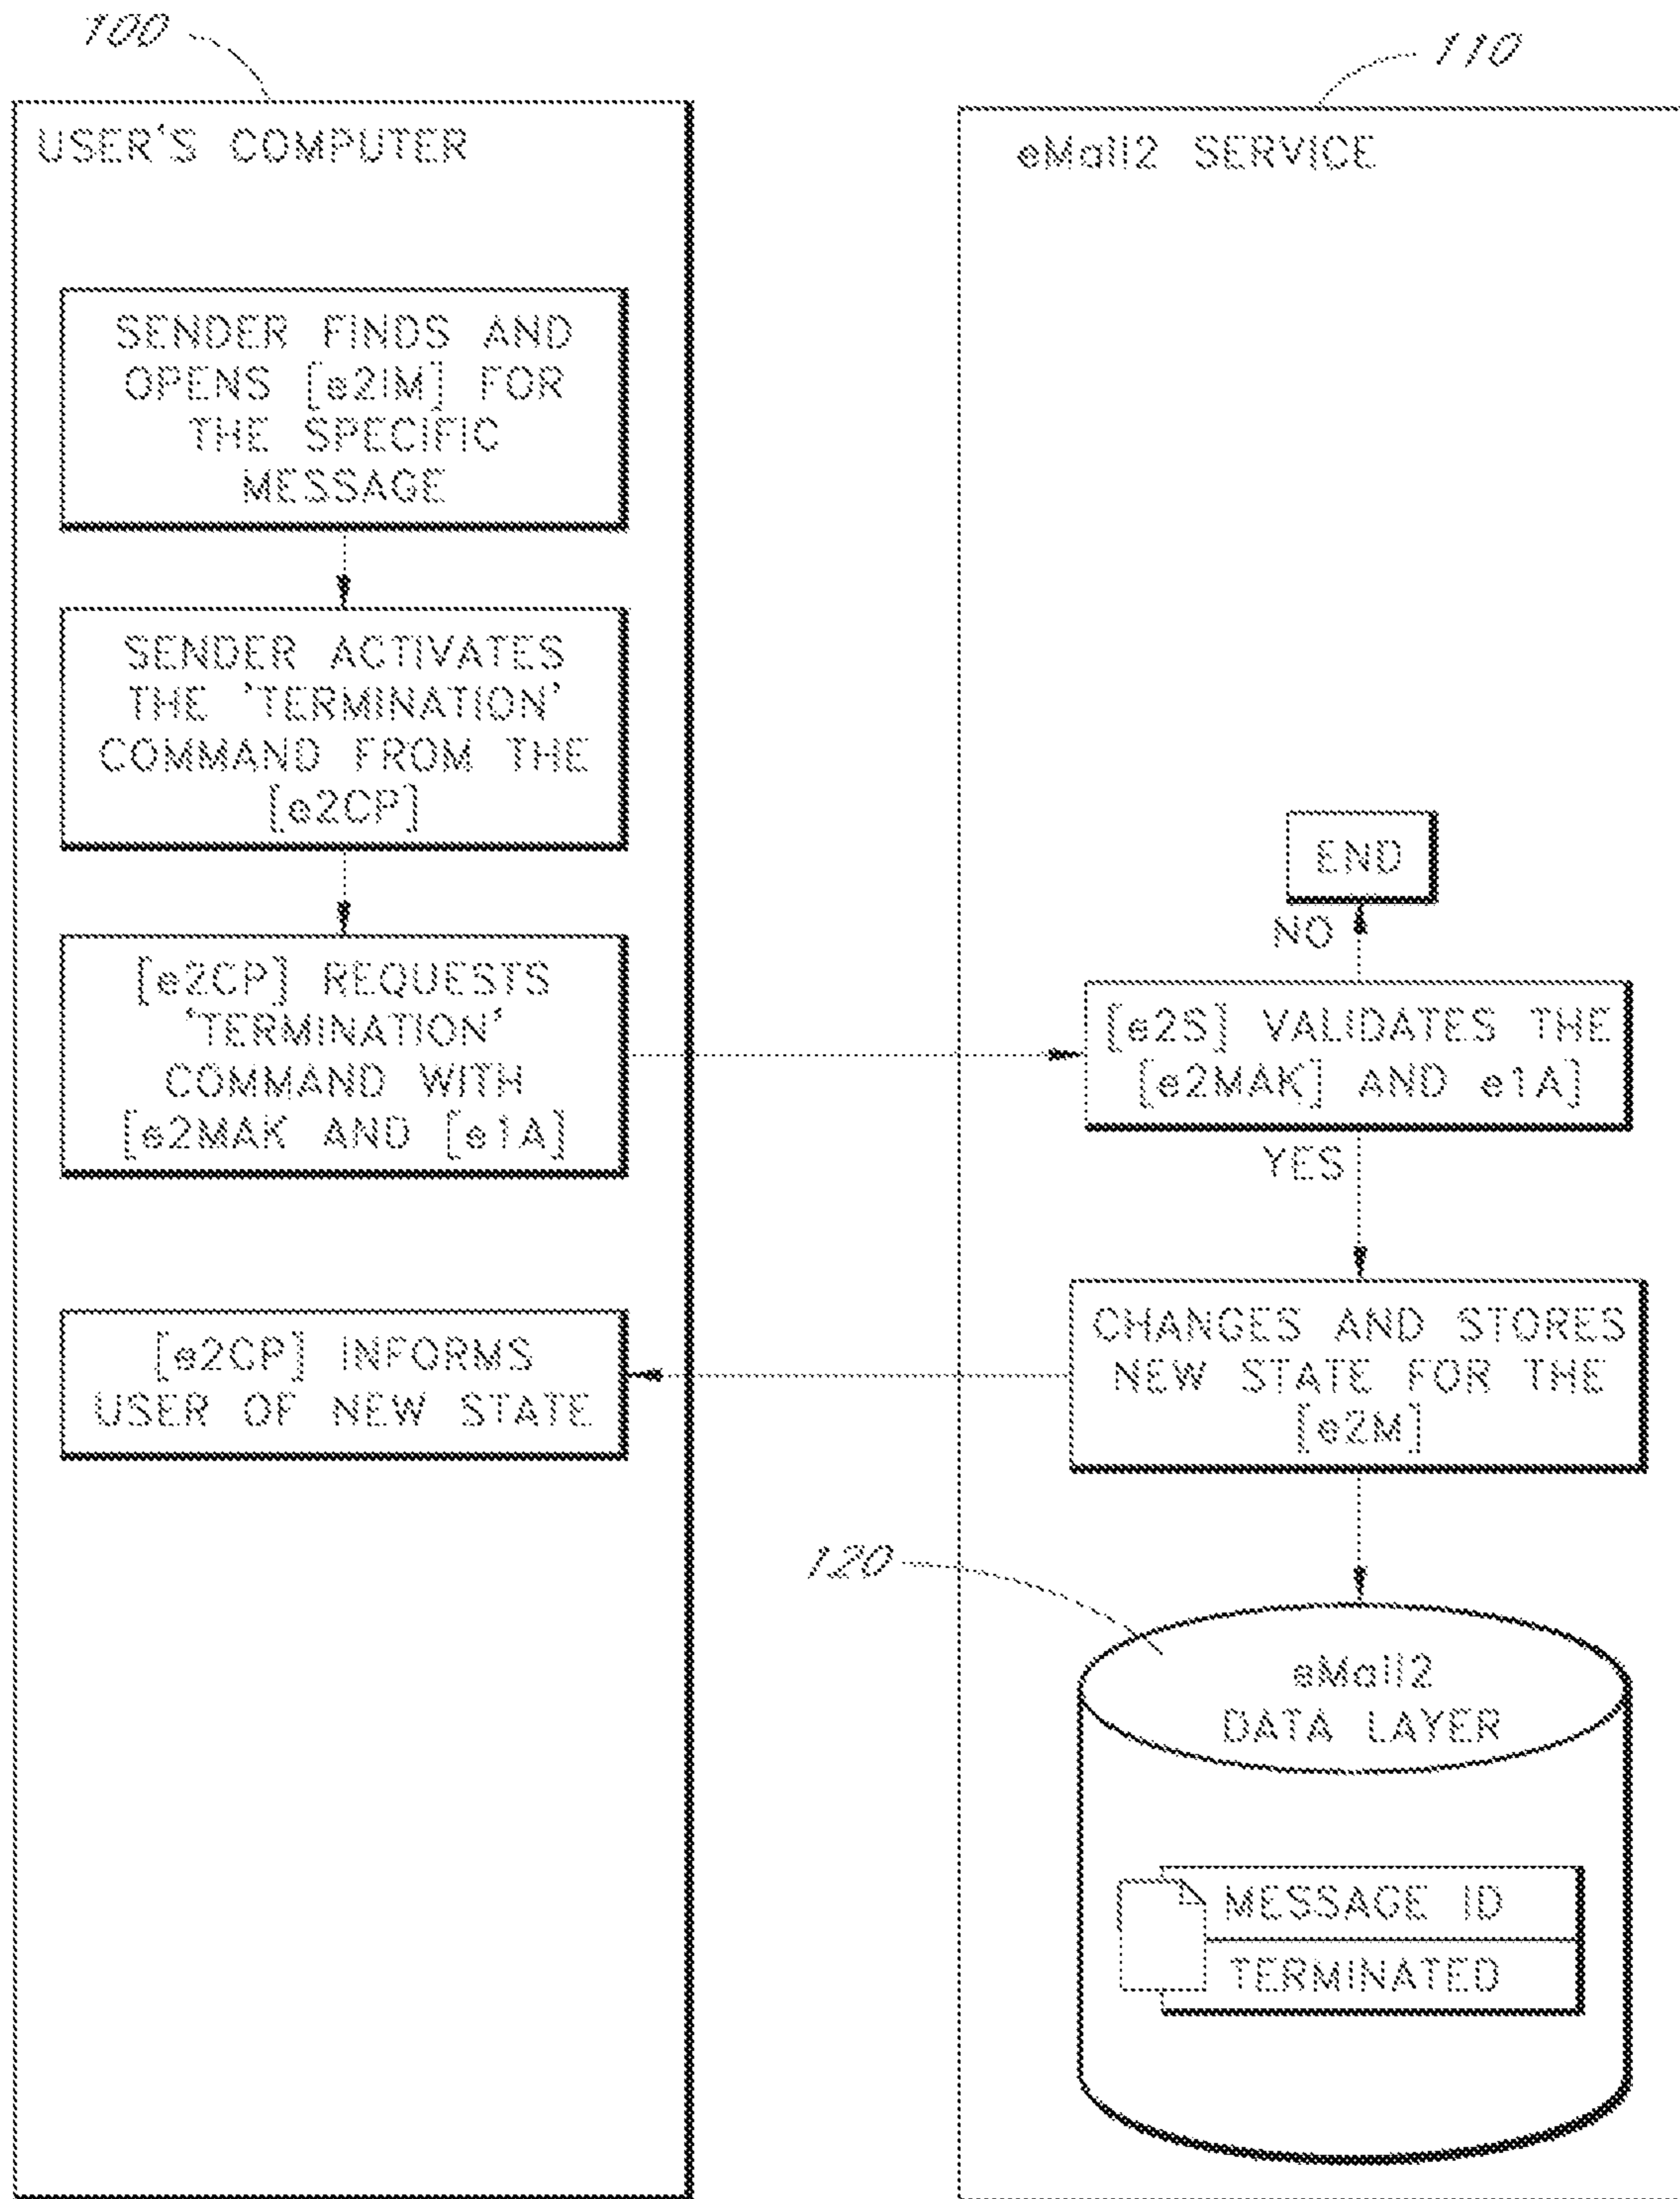 100
USER'S COMPUTER
SENDER FINDS AND
OPENS [e2IM] FOR
THE SPECIFIC
MESSAGE
SENDER ACTIVATES
THE 'TERMINATION'
COMMAND FROM THE
[e2CP]
[e2CP] REQUESTS
'TERMINATION'
COMMAND WITH
[e2MAK AND [e1A]
[e2CP] INFORMS
USER OF NEW STATE
110
eMail2 SERVICE
END
NO
[e2S] VALIDATES THE
[e2MAK] AND e1A]
YES
CHANGES AND STORES
NEW STATE FOR THE
[e2M]
120
eMail2
DATA LAYER
MESSAGE ID
TERMINATED